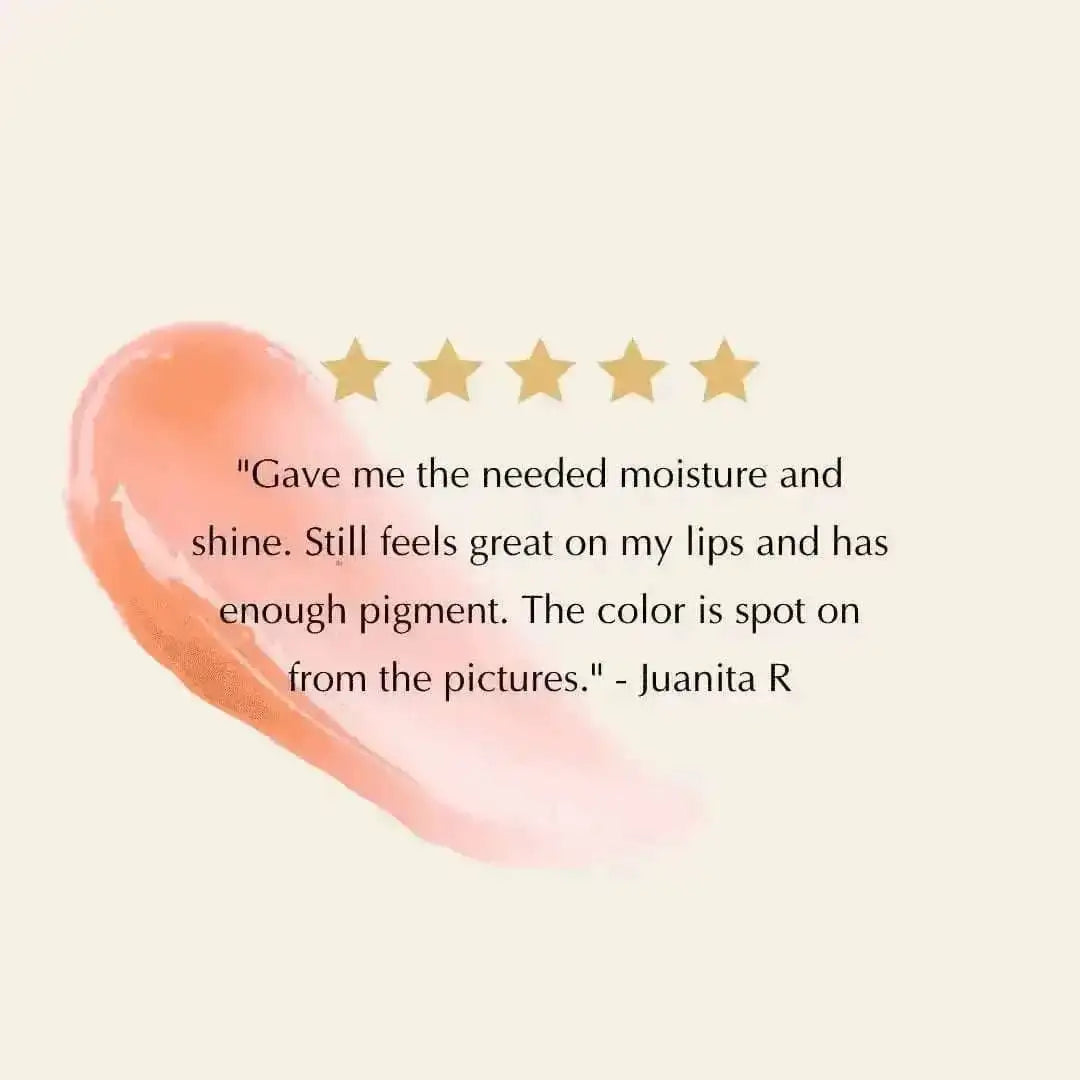 "Gave me the needed moisture and
shine. Still feels great on my lips and has
enough pigment. The color is spot on
from the pictures." - Juanita R